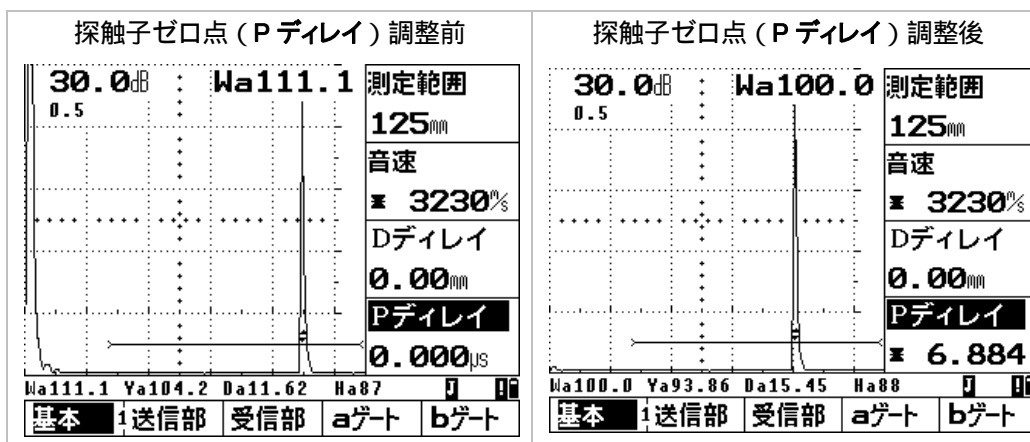 探触子ゼロ点 ( P ディレイ ) 調整前
30.0dB : Wa111.1
0.5
測定範囲
125mm
音速
ж 3230m/s
Dディレイ
0.00mm
Pディレイ
0.000µs
Wa111.1 Ya104.2 Da11.62 Ha87 J
基本 1送信部 受信部 aゲート bゲート
探触子ゼロ点 ( P ディレイ ) 調整後
30.0dB : Wa100.0
0.5
測定範囲
125mm
音速
ж 3230m/s
Dディレイ
0.00mm
Pディレイ
ж 6.884
Wa100.0 Ya93.86 Da15.45 Ha88 J
基本 1送信部 受信部 aゲート bゲート